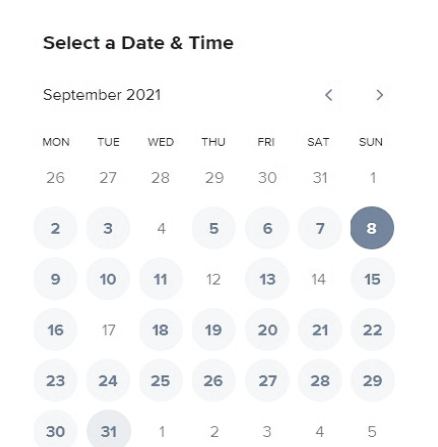 Select a Date & Time
September 2021
MON TUE WED THU FRI SAT SUN
26 27 28 29 30 31 1
2 3 4 5 6 7 8
9 10 11 12 13 14 15
16 17 18 19 20 21 22
23 24 25 26 27 28 29
30 31 1 2 3 4 5